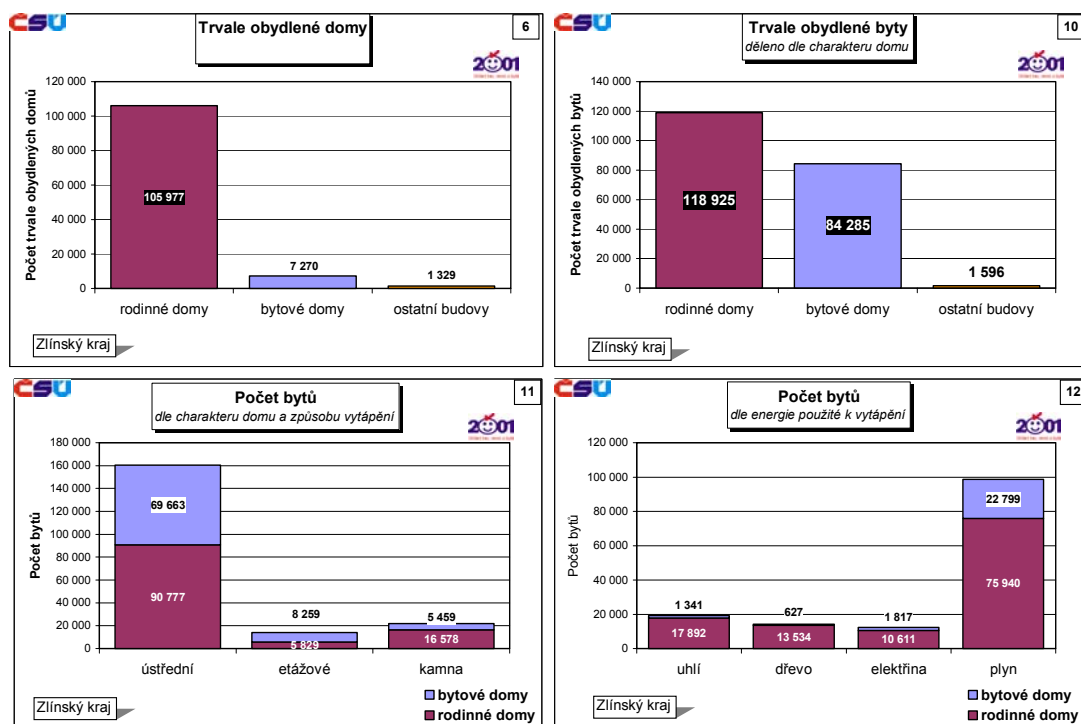 ČSÚ
Trvale obydlené domy
6
2001
Počet trvale obydlených domů
120 000
100 000
80 000
60 000
40 000
20 000
0
105 977
7 270
1 329
rodinné domy
bytové domy
ostatní budovy
Zlínský kraj
ČSÚ
Trvale obydlené byty
děleno dle charakteru domu
10
2001
Počet trvale obydlených bytů
140 000
120 000
100 000
80 000
60 000
40 000
20 000
0
118 925
84 285
1 596
rodinné domy
bytové domy
ostatní budovy
Zlínský kraj
ČSÚ
Počet bytů
dle charakteru domu a způsobu vytápění
11
2001
Počet bytů
180 000
160 000
140 000
120 000
100 000
80 000
60 000
40 000
20 000
0
69 663
90 777
8 259
5 829
5 459
16 578
ústřední
etážové
kamna
bytové domy
rodinné domy
Zlínský kraj
ČSÚ
Počet bytů
dle energie použité k vytápění
12
2001
Počet bytů
120 000
100 000
80 000
60 000
40 000
20 000
0
1 341
17 892
627
13 534
1 817
10 611
22 799
75 940
uhlí
dřevo
elektřina
plyn
bytové domy
rodinné domy
Zlínský kraj